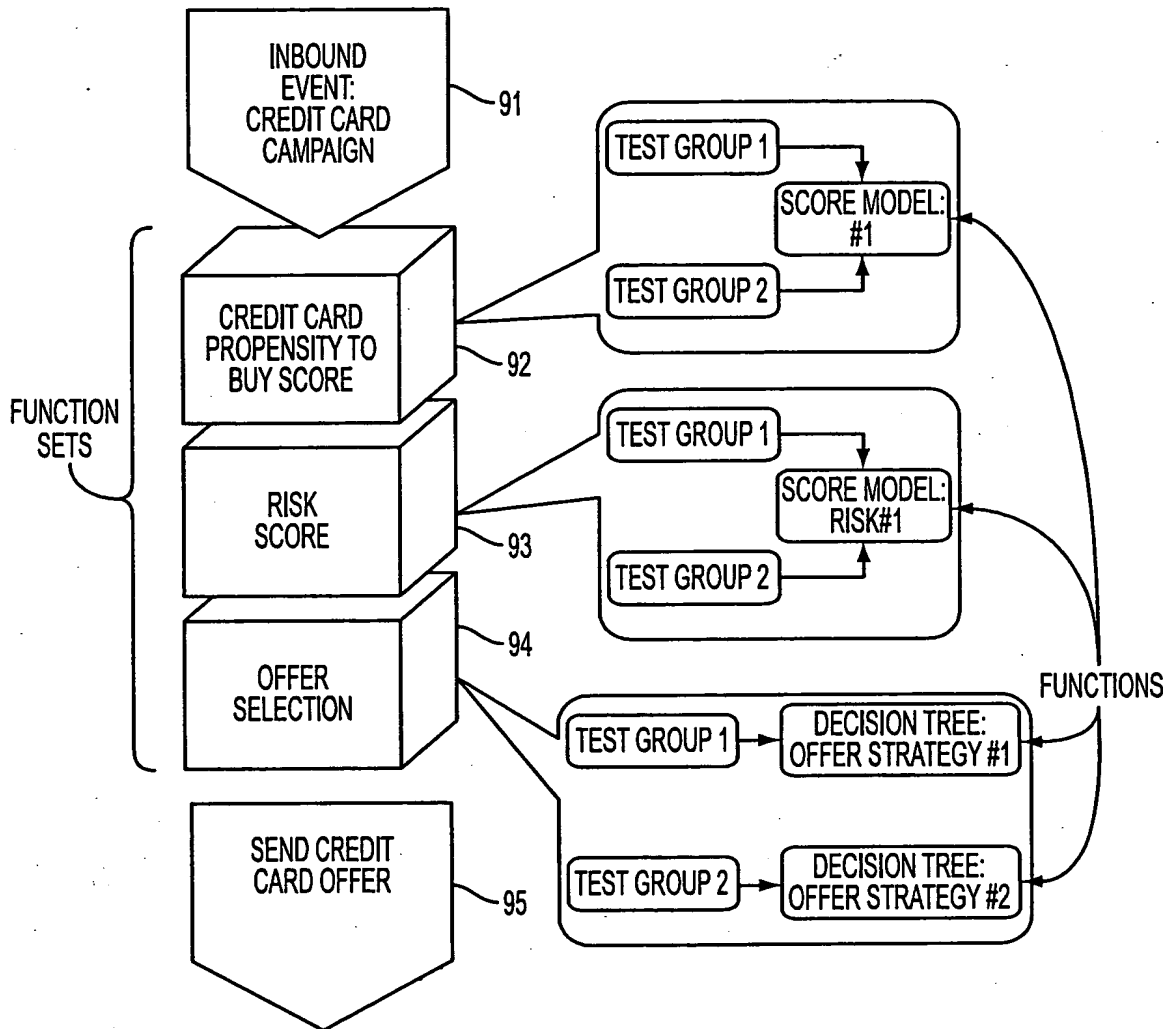 INBOUND
EVENT:
CREDIT CARD
CAMPAIGN
91
FUNCTION
SETS
CREDIT CARD
PROPENSITY TO
BUY SCORE
92
TEST GROUP 1
SCORE MODEL:
#1
TEST GROUP 2
RISK
SCORE
93
TEST GROUP 1
SCORE MODEL:
RISK#1
TEST GROUP 2
OFFER
SELECTION
94
TEST GROUP 1
DECISION TREE:
OFFER STRATEGY #1
TEST GROUP 2
DECISION TREE:
OFFER STRATEGY #2
FUNCTIONS
SEND CREDIT
CARD OFFER
95